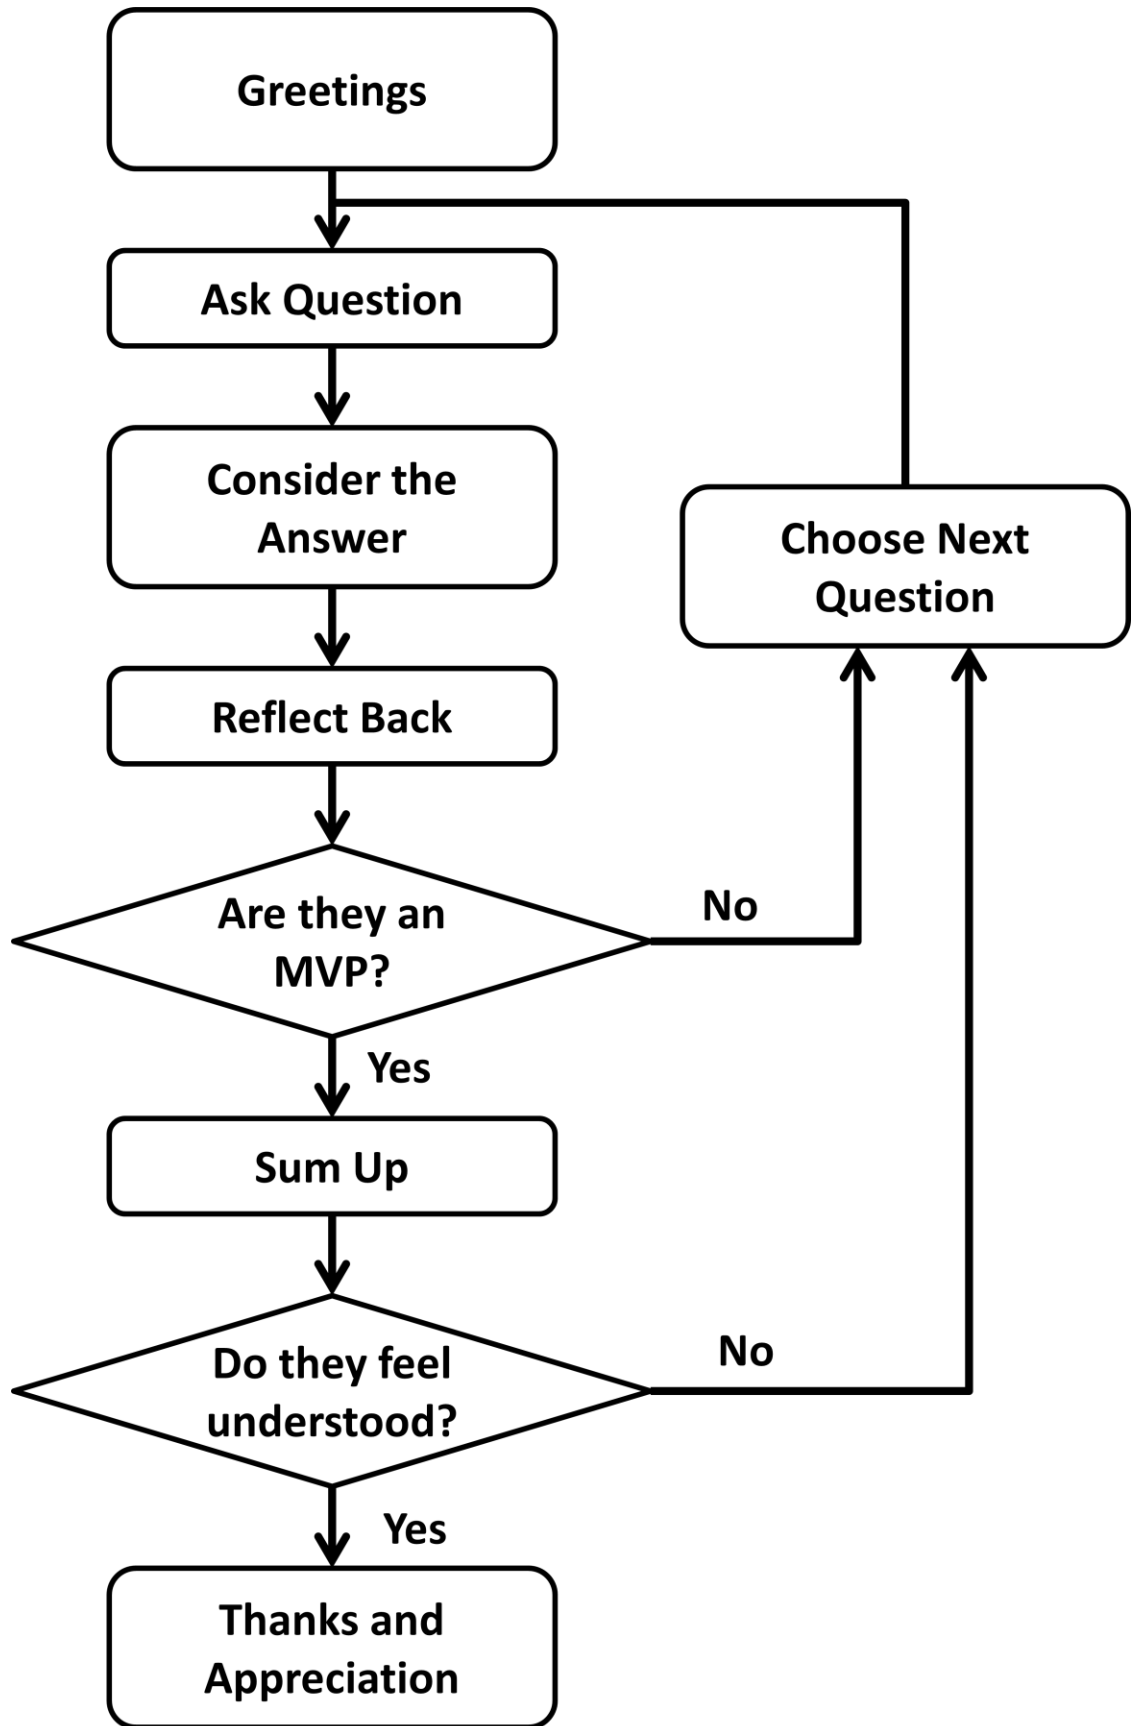 Greetings
Ask Question
Consider the
Answer
Choose Next
Question
Reflect Back
Are they an
MVP?
No
Yes
Sum Up
Do they feel
understood?
No
Yes
Thanks and
Appreciation